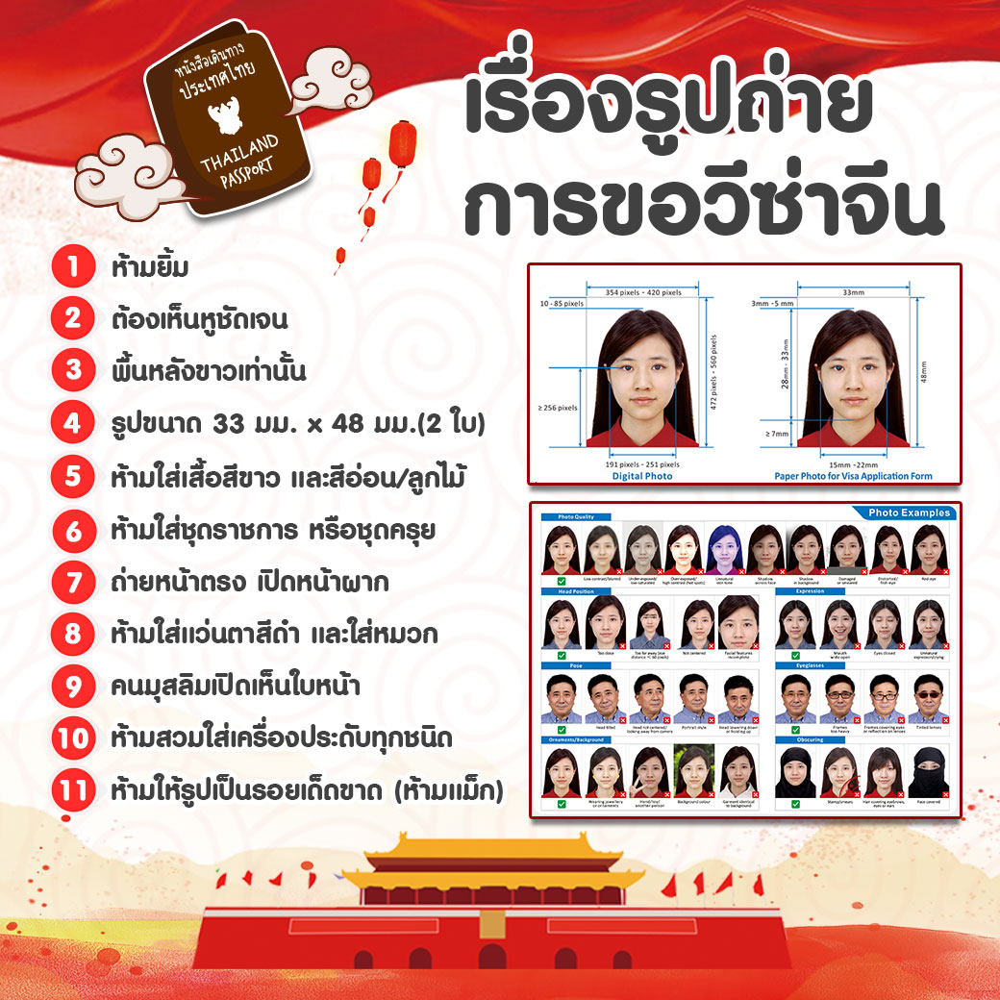 หนังสือเดินทาง
ประเทศไทย
THAILAND
PASSPORT
เรื่องรูปถ่าย
การขอวีซ่าจีน
1 ห้ามยิ้ม
2 ต้องเห็นหูชัดเจน
3 พื้นหลังขาวเท่านั้น
4 รูปขนาด 33 มม. x 48 มม.(2 ใบ)
5 ห้ามใส่เสื้อสีขาว และสีอ่อน/ลูกไม้
6 ห้ามใส่ชุดราชการ หรือชุดครุย
7 ถ่ายหน้าตรง เปิดหน้าผาก
8 ห้ามใส่แว่นตาสีดำ และใส่หมวก
9 คนมุสลิมเปิดเห็นใบหน้า
10 ห้ามสวมใส่เครื่องประดับทุกชนิด
11 ห้ามให้รูปเป็นรอยเด็ดขาด (ห้ามแม็ก)
354 pixels - 420 pixels
10 - 85 pixels
472 pixels - 560 pixels
≥ 256 pixels
191 pixels - 251 pixels
Digital Photo
33mm
3mm -5 mm
28mm - 33mm
48mm
≥ 7mm
15mm -22mm
Paper Photo for Visa Application Form
Photo Examples
Photo Quality
Low contrast/blurred
Under-exposed/
low-saturated
Over-exposed/
high contrast (hot spots)
Unnatural
skin tone
Shadow
across face
Shadow
in background
Damaged
or smeared
Distorted/
fish-eye
Red-eye
Head Position
Too close
Too far away (eye
distance < 60 pixels)
Not centered
Facial features
incomplete
Expression
Mouth
wide open
Eyes closed
Unnatural
expression/crying
Pose
Head tilted
Head not centered/
looking away from camera
Portrait style
Head lowering down
or holding up
Eyeglasses
Frames
too heavy
Frames covering eyes
or reflection on lenses
Tinted lenses
Ornaments/Background
Wearing jewellery
or ornaments
Hand/toy/
another person
Background colour
Garment identical
to background
Obscuring
Stamp/smears
Hair covering eyebrows,
eyes or ears
Face covered